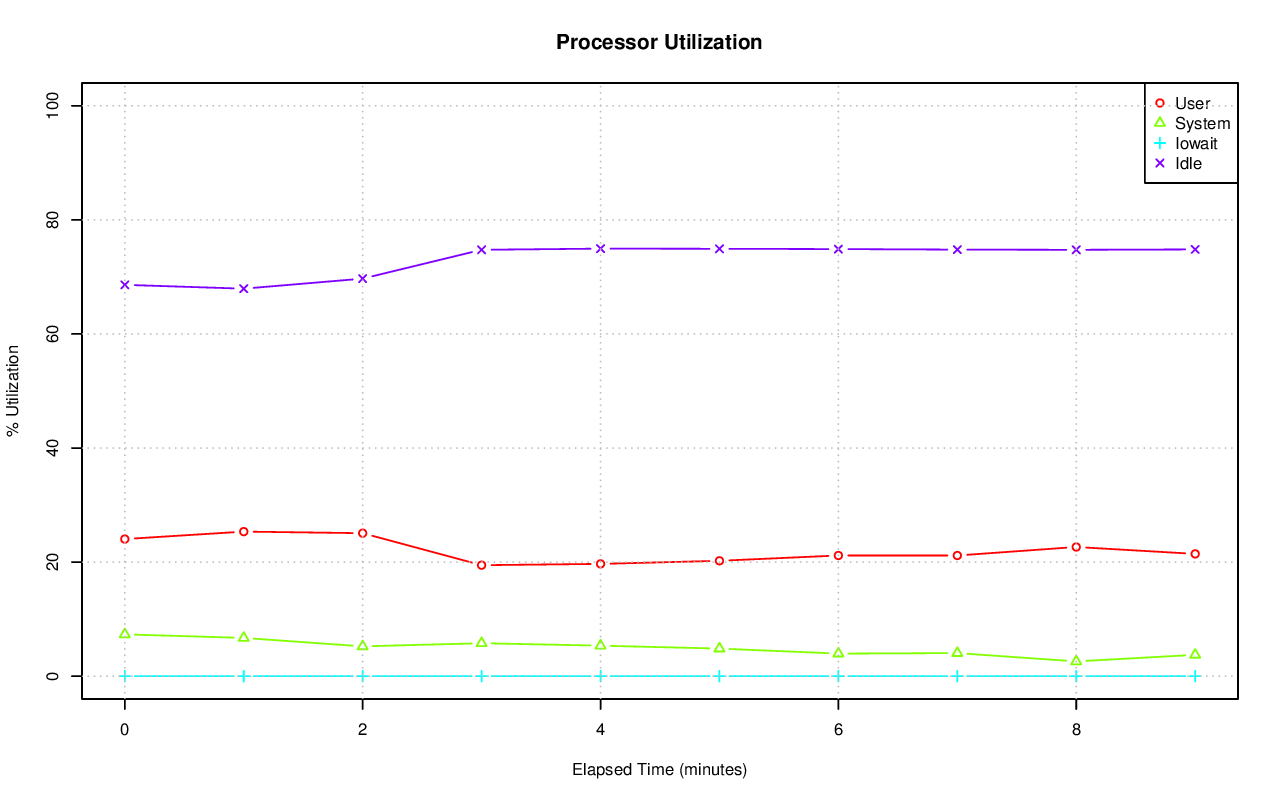 Processor Utilization
User
System
Iowait
Idle
% Utilization
100
80
60
40
20
0
0 2 4 6 8
Elapsed Time (minutes)